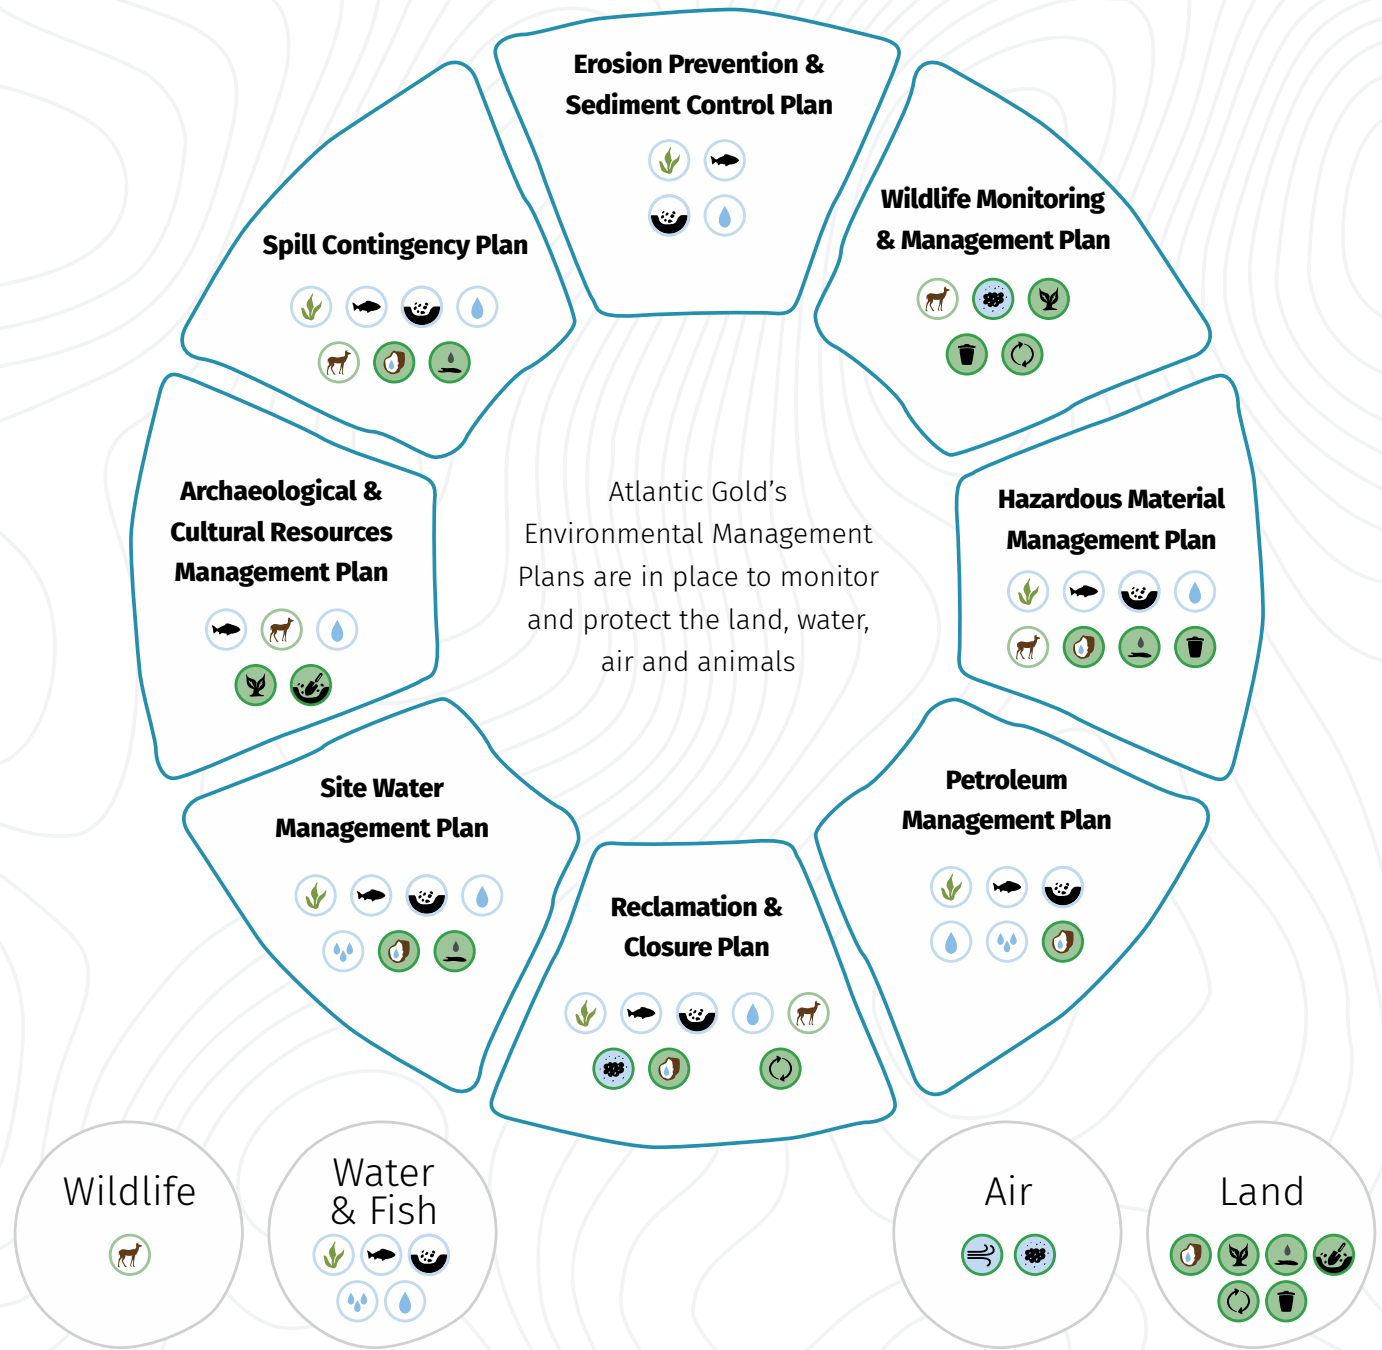 Erosion Prevention &
Sediment Control Plan
Wildlife Monitoring
& Management Plan
Spill Contingency Plan
Archaeological &
Cultural Resources
Management Plan
Atlantic Gold’s
Environmental Management
Plans are in place to monitor
and protect the land, water,
air and animals
Hazardous Material
Management Plan
Site Water
Management Plan
Petroleum
Management Plan
Reclamation &
Closure Plan
Wildlife
Water
& Fish
Air
Land